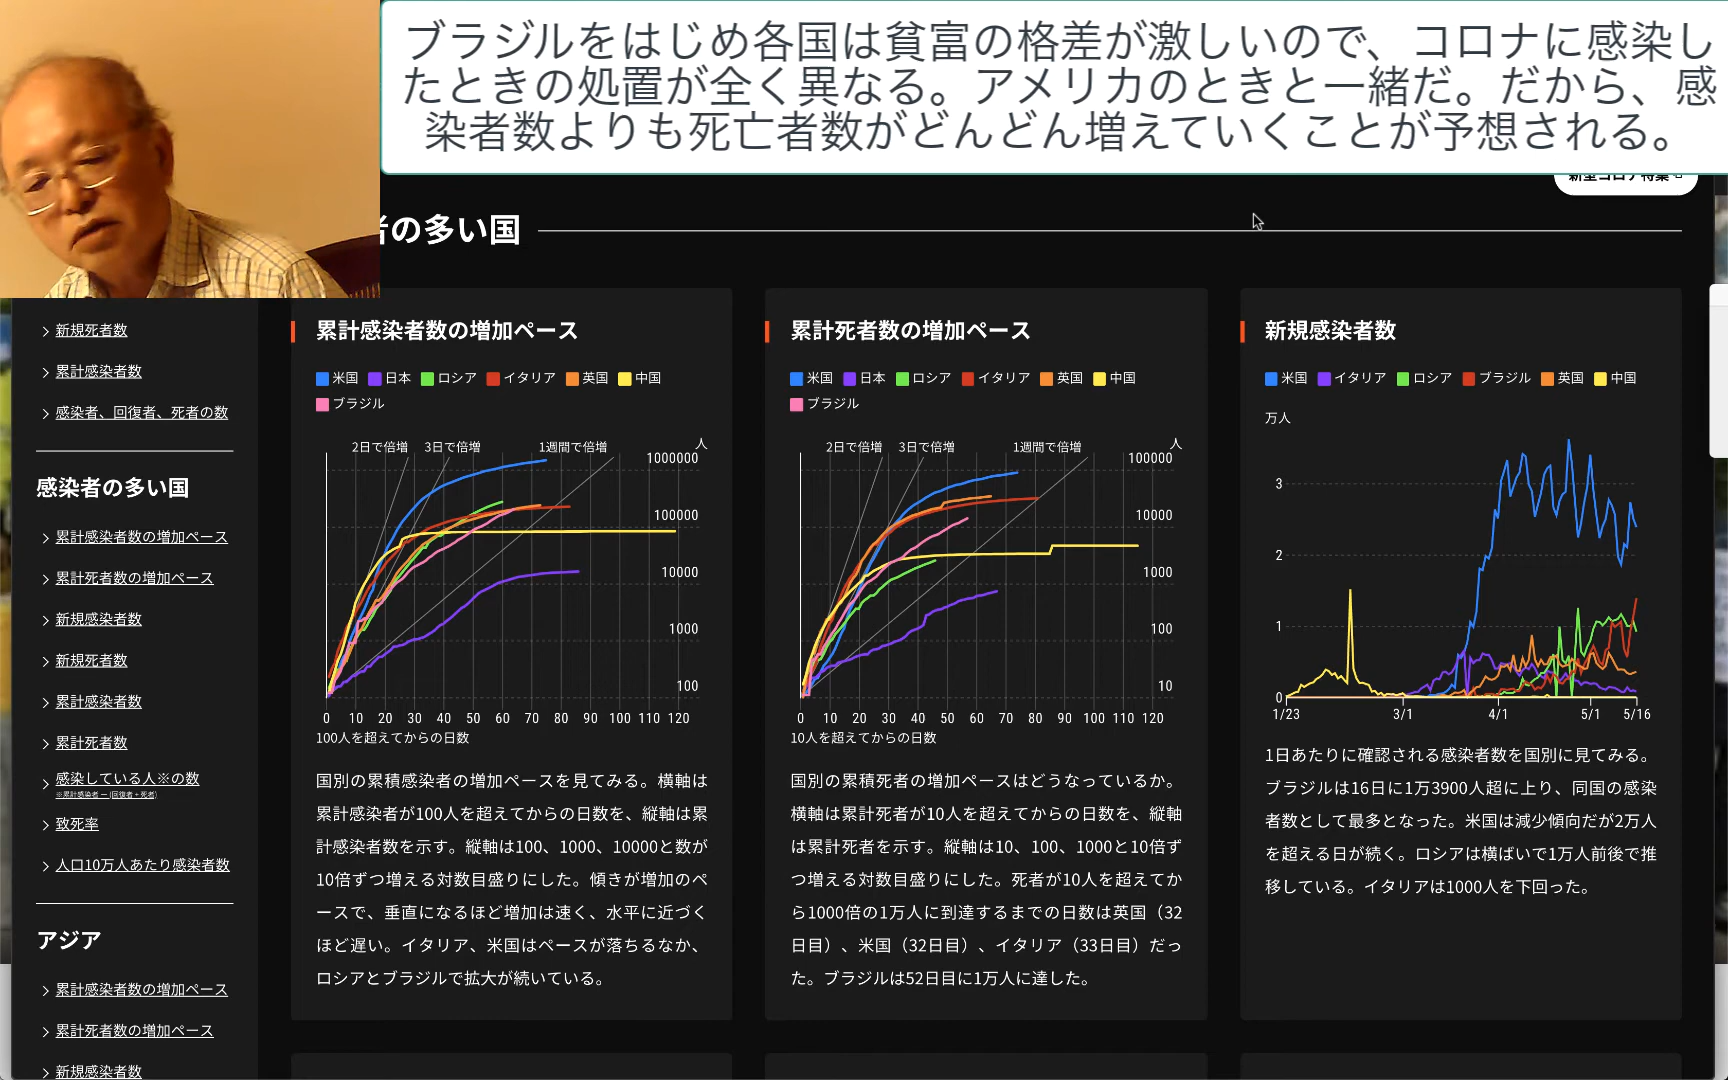 ブラジルをはじめ各国は貧富の格差が激しいので、コロナに感染し
たときの処置が全く異なる。アメリカのときと一緒だ。だから、感
染者数よりも死亡者数がどんどん増えていくことが予想される。
新型コロナ特集
の多い国
新規死者数
累計感染者数
感染者、回復者、死者の数
感染者の多い国
累計感染者数の増加ペース
累計死者数の増加ペース
新規感染者数
新規死者数
累計感染者数
累計死者数
感染している人※の数
※累計感染者 ー (回復者 + 死者)
致死率
人口10万人あたり感染者数
アジア
累計感染者数の増加ペース
累計死者数の増加ペース
新規感染者数
累計感染者数の増加ペース
米国 日本 ロシア イタリア 英国 中国
ブラジル
2日で倍増 3日で倍増 1週間で倍増 人
1000000
100000
10000
1000
100
0 10 20 30 40 50 60 70 80 90 100 110 120
100人を超えてからの日数
国別の累積感染者の増加ペースを見てみる。横軸は
累計感染者が100人を超えてからの日数を、縦軸は累
計感染者数を示す。縦軸は100、1000、10000と数が
10倍ずつ増える対数目盛りにした。傾きが増加のペ
ースで、垂直になるほど増加は速く、水平に近づく
ほど遅い。イタリア、米国はペースが落ちるなか、
ロシアとブラジルで拡大が続いている。
累計死者数の増加ペース
米国 日本 ロシア イタリア 英国 中国
ブラジル
2日で倍増 3日で倍増 1週間で倍増 人
100000
10000
1000
100
10
0 10 20 30 40 50 60 70 80 90 100 110 120
10人を超えてからの日数
国別の累積死者の増加ペースはどうなっているか。
横軸は累計死者が10人を超えてからの日数を、縦軸
は累計死者を示す。縦軸は10、100、1000と10倍ず
つ増える対数目盛りにした。死者が10人を超えてか
ら1000倍の1万人に到達するまでの日数は英国（32
日目）、米国（32日目）、イタリア（33日目）だっ
た。ブラジルは52日目に1万人に達した。
新規感染者数
米国 イタリア ロシア ブラジル 英国 中国
万人
3
2
1
0
1/23 3/1 4/1 5/1 5/16
1日あたりに確認される感染者数を国別に見てみる。
ブラジルは16日に1万3900人超に上り、同国の感染
者数として最多となった。米国は減少傾向だが2万人
を超える日が続く。ロシアは横ばいで1万人前後で推
移している。イタリアは1000人を下回った。